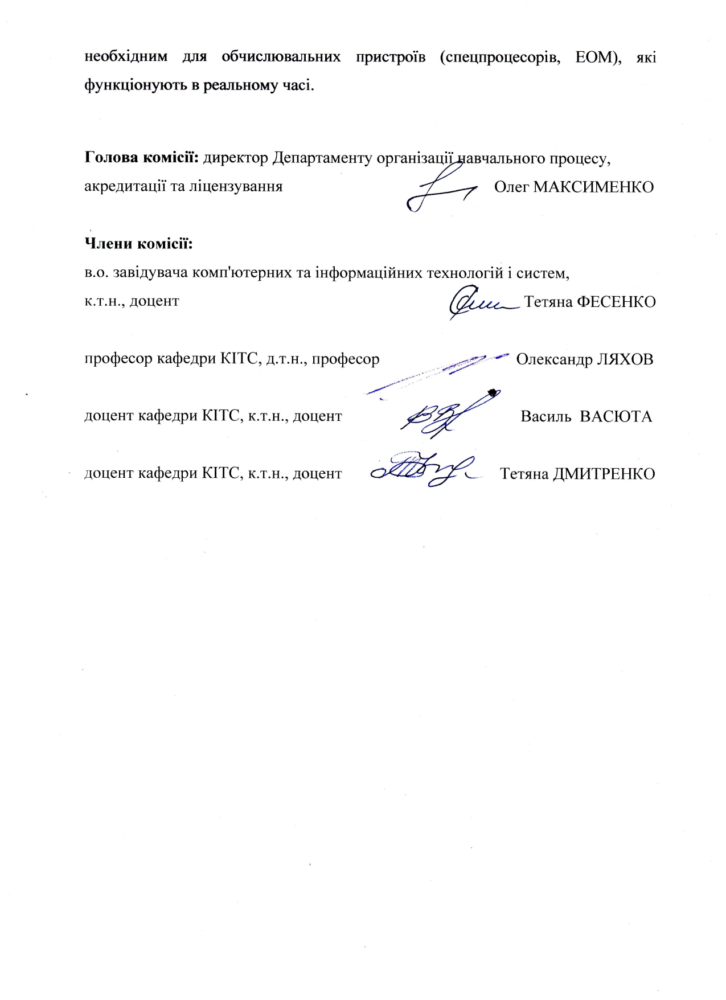 необхідним для обчислювальних пристроїв (спецпроцесорів, ЕОМ), які
функціонують в реальному часі.
Голова комісії: директор Департаменту організації навчального процесу,
акредитації та ліцензування Олег МАКСИМЕНКО
Члени комісії:
в.о. завідувача комп'ютерних та інформаційних технологій і систем,
к.т.н., доцент Тетяна ФЕСЕНКО
професор кафедри КІТС, д.т.н., професор Олександр ЛЯХОВ
доцент кафедри КІТС, к.т.н., доцент Василь ВАСЮТА
доцент кафедри КІТС, к.т.н., доцент Тетяна ДМИТРЕНКО